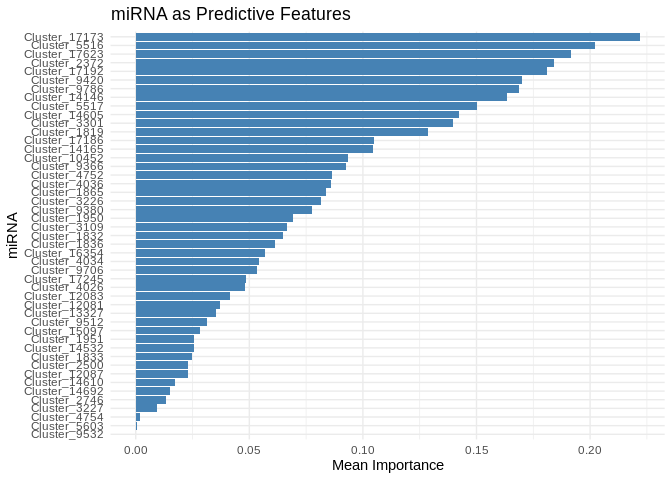 miRNA as Predictive Features
miRNA
Cluster_17173
Cluster_5516
Cluster_17623
Cluster_2372
Cluster_17192
Cluster_9420
Cluster_9786
Cluster_14146
Cluster_5517
Cluster_14605
Cluster_3301
Cluster_1819
Cluster_17186
Cluster_14165
Cluster_10452
Cluster_9366
Cluster_4752
Cluster_4036
Cluster_1865
Cluster_3226
Cluster_9380
Cluster_1950
Cluster_3109
Cluster_1832
Cluster_1836
Cluster_16354
Cluster_4034
Cluster_9706
Cluster_17245
Cluster_4026
Cluster_12083
Cluster_12081
Cluster_13327
Cluster_9512
Cluster_15097
Cluster_1951
Cluster_14532
Cluster_1833
Cluster_2500
Cluster_12087
Cluster_14610
Cluster_14692
Cluster_2746
Cluster_3227
Cluster_4754
Cluster_5603
Cluster_9532
0.00 0.05 0.10 0.15 0.20
Mean Importance